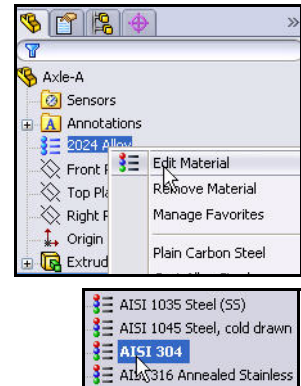 Axle-A
Sensors
A Annotations
2024 Alloy
Edit Material
Front
Remove Material
Top Pla
Manage Favorites
Right P
Origin
Plain Carbon Steel
Extrud
AISI 1035 Steel (SS)
AISI 1045 Steel, cold drawn
AISI 304
AISI 316 Annealed Stainless